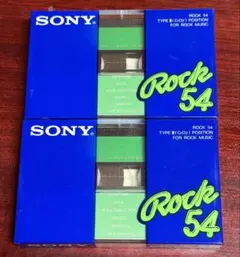 SONY
ROCK 54
TYPE II (CrO2) POSITION
FOR ROCK MUSIC
Rock
54
SONY
ROCK 54
TYPE II (CrO2) POSITION
FOR ROCK MUSIC
Rock
54